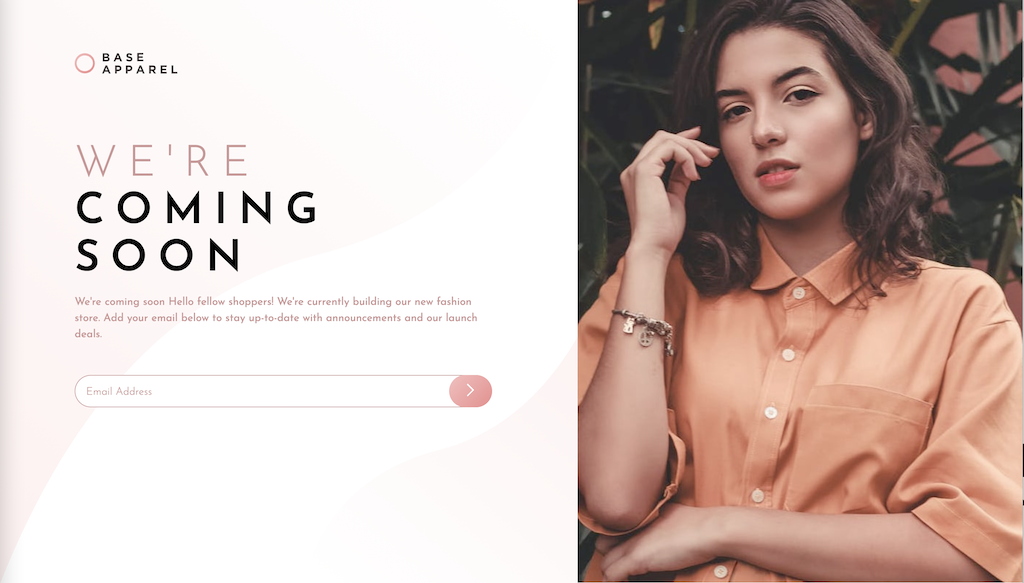 BASE
APPAREL
WE'RE
COMING
SOON
We're coming soon Hello fellow shoppers! We're currently building our new fashion
store. Add your email below to stay up-to-date with announcements and our launch
deals.
Email Address